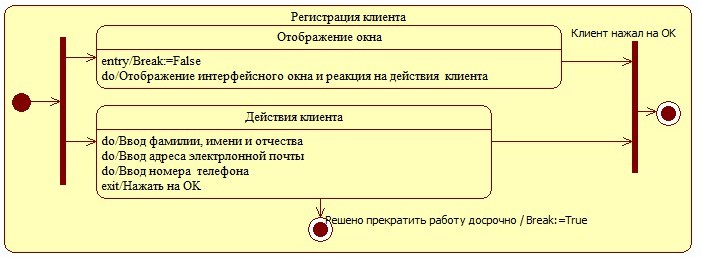 Регистрация клиента
Отображение окна
Клиент нажал на OK
entry/Break:=False
do/Отображение интерфейсного окна и реакция на действия клиента
Действия клиента
do/Ввод фамилии, имени и отчества
do/Ввод адреса электрлонной почты
do/Ввод номера телефона
exit/Нажать на OK
Решено прекратить работу досрочно / Break:=True